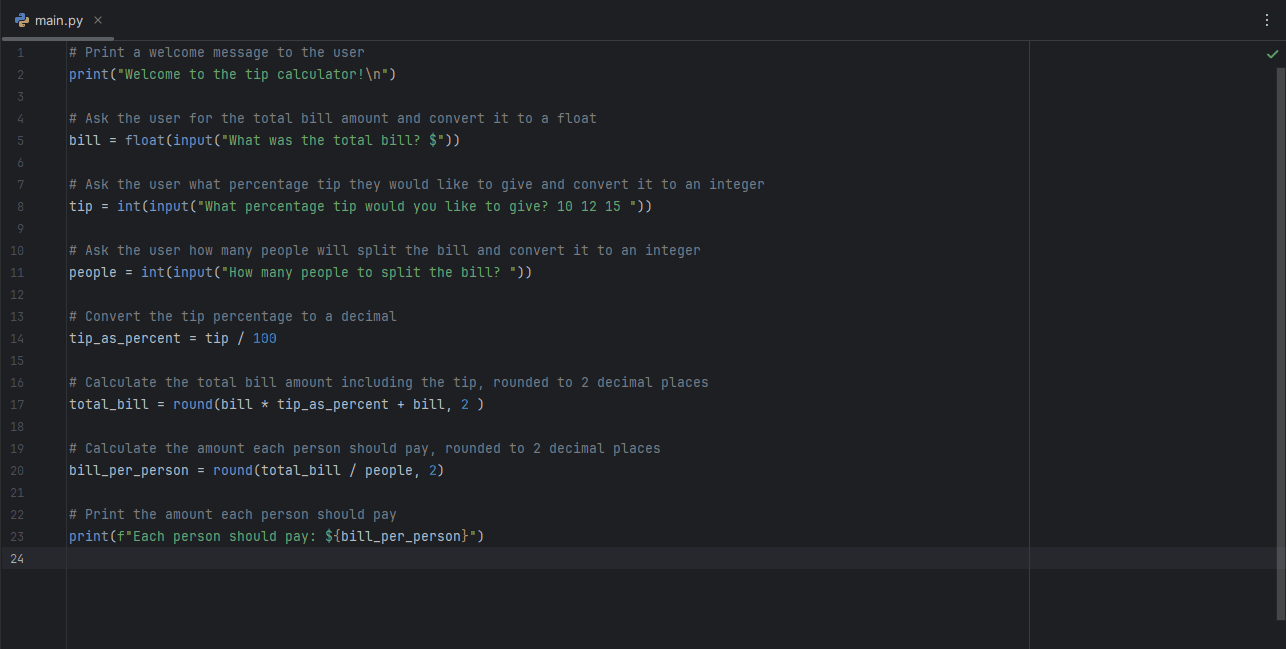 main.py
1 # Print a welcome message to the user
2 print("Welcome to the tip calculator!\n")
3
4 # Ask the user for the total bill amount and convert it to a float
5 bill = float(input("What was the total bill? $"))
6
7 # Ask the user what percentage tip they would like to give and convert it to an integer
8 tip = int(input("What percentage tip would you like to give? 10 12 15 "))
9
10 # Ask the user how many people will split the bill and convert it to an integer
11 people = int(input("How many people to split the bill? "))
12
13 # Convert the tip percentage to a decimal
14 tip_as_percent = tip / 100
15
16 # Calculate the total bill amount including the tip, rounded to 2 decimal places
17 total_bill = round(bill * tip_as_percent + bill, 2 )
18
19 # Calculate the amount each person should pay, rounded to 2 decimal places
20 bill_per_person = round(total_bill / people, 2)
21
22 # Print the amount each person should pay
23 print(f"Each person should pay: ${bill_per_person}")
24